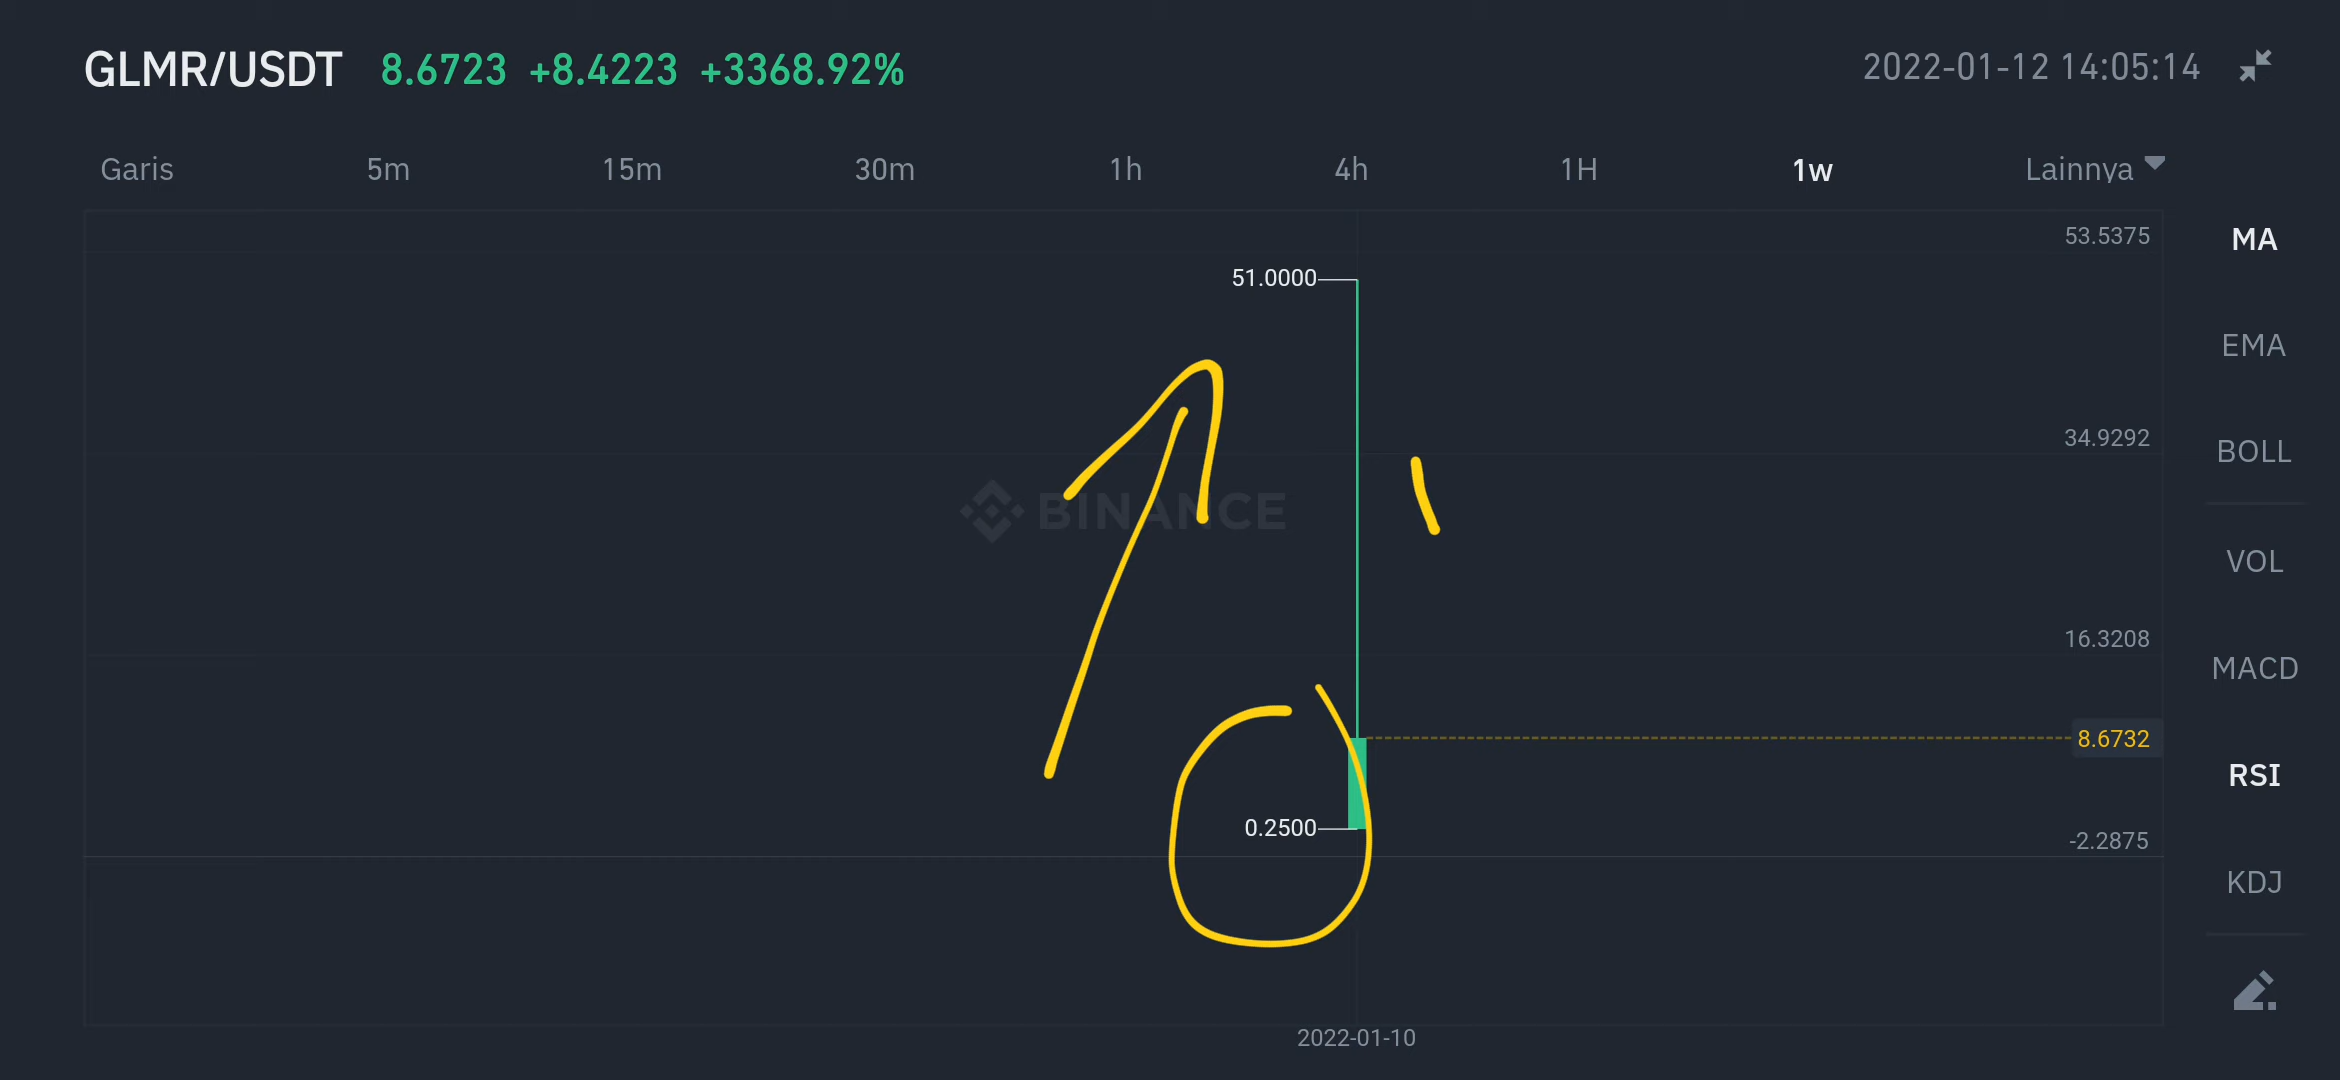 GLMR/USDT 8.6723 +8.4223 +3368.92% 2022-01-12 14:05:14
Garis 5m 15m 30m 1h 4h 1H 1w Lainnya
53.5375
MA
51.0000
EMA
34.9292
BOLL
BINANCE
VOL
16.3208
MACD
8.6732
RSI
0.2500
-2.2875
KDJ
2022-01-10